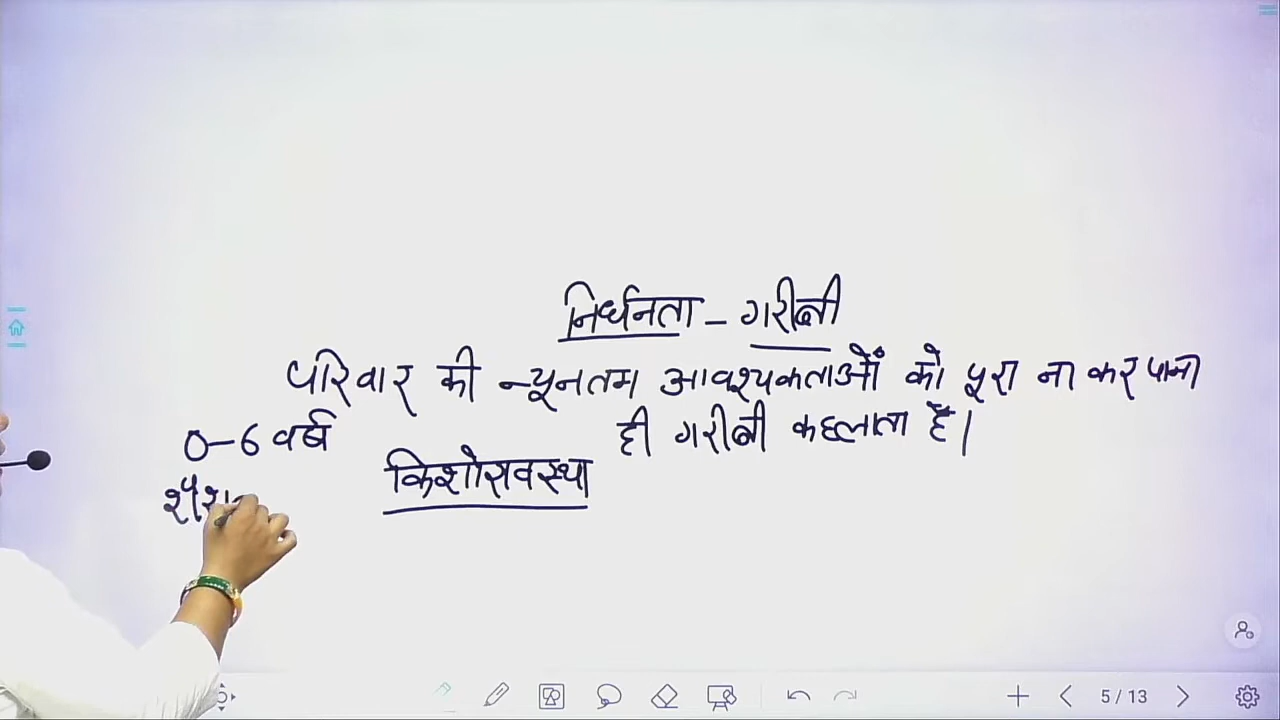 निर्धनता - गरीबी
परिवार की न्यूनतम आवश्यकताओं को पूरा ना कर पाना
ही गरीबी कहलाता है।
0-6 वर्ष
किशोरावस्था
5 / 13